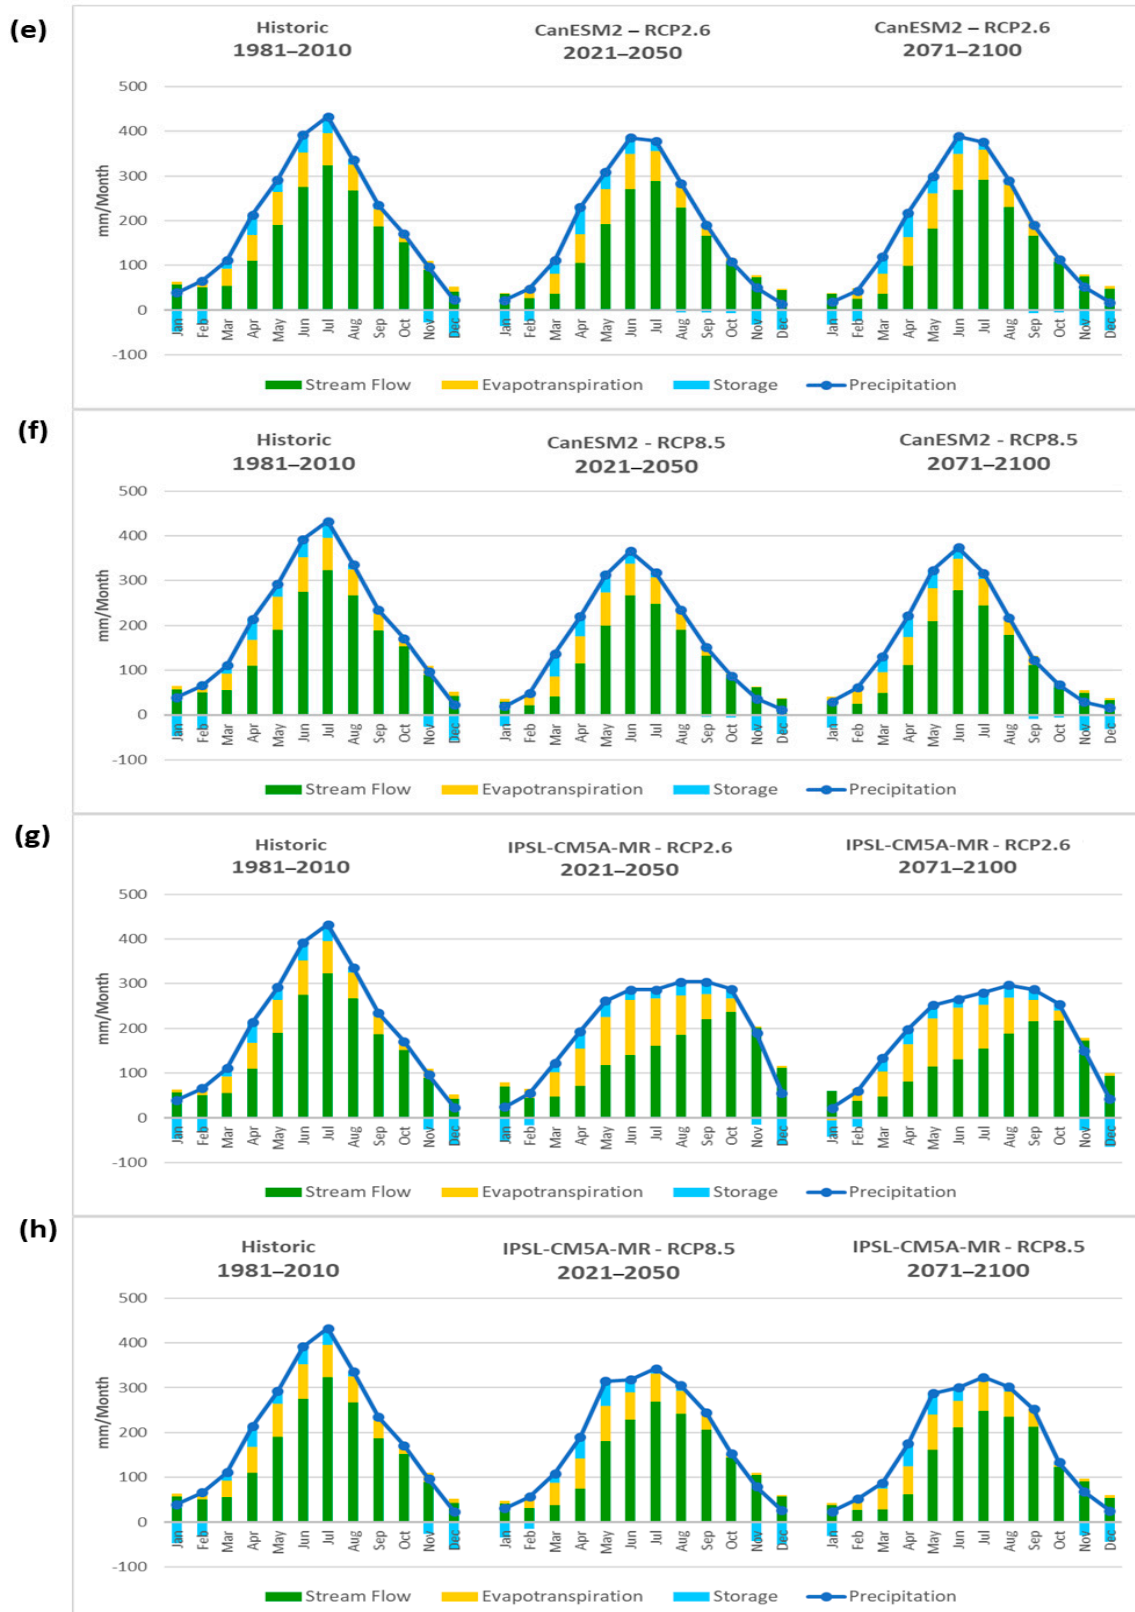 (e)
Historic
1981–2010
CanESM2 – RCP2.6
2021–2050
CanESM2 – RCP2.6
2071–2100
mm/Month
500
400
300
200
100
0
-100
Jan Feb Mar Apr May Jun Jul Aug Sep Oct Nov Dec Jan Feb Mar Apr May Jun Jul Aug Sep Oct Nov Dec Jan Feb Mar Apr May Jun Jul Aug Sep Oct Nov Dec
Stream Flow Evapotranspiration Storage Precipitation
(f)
Historic
1981–2010
CanESM2 - RCP8.5
2021–2050
CanESM2 - RCP8.5
2071–2100
mm/Month
500
400
300
200
100
0
-100
Jan Feb Mar Apr May Jun Jul Aug Sep Oct Nov Dec Jan Feb Mar Apr May Jun Jul Aug Sep Oct Nov Dec Jan Feb Mar Apr May Jun Jul Aug Sep Oct Nov Dec
Stream Flow Evapotranspiration Storage Precipitation
(g)
Historic
1981–2010
IPSL-CM5A-MR - RCP2.6
2021–2050
IPSL-CM5A-MR - RCP2.6
2071–2100
mm/Month
500
400
300
200
100
0
-100
Jan Feb Mar Apr May Jun Jul Aug Sep Oct Nov Dec Jan Feb Mar Apr May Jun Jul Aug Sep Oct Nov Dec Jan Feb Mar Apr May Jun Jul Aug Sep Oct Nov Dec
Stream Flow Evapotranspiration Storage Precipitation
(h)
Historic
1981–2010
IPSL-CM5A-MR - RCP8.5
2021–2050
IPSL-CM5A-MR - RCP8.5
2071–2100
mm/Month
500
400
300
200
100
0
-100
Jan Feb Mar Apr May Jun Jul Aug Sep Oct Nov Dec Jan Feb Mar Apr May Jun Jul Aug Sep Oct Nov Dec Jan Feb Mar Apr May Jun Jul Aug Sep Oct Nov Dec
Stream Flow Evapotranspiration Storage Precipitation